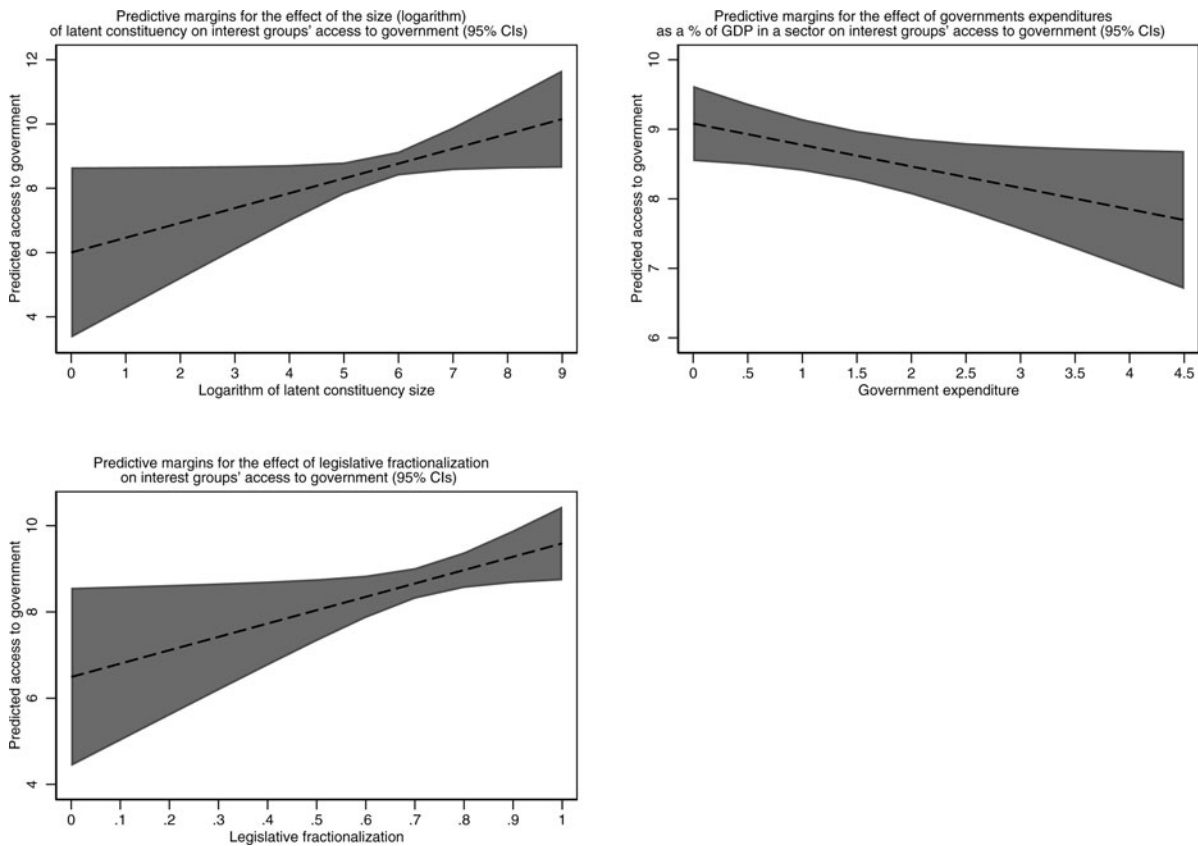 Predictive margins for the effect of the size (logarithm)
of latent constituency on interest groups' access to government (95% CIs)
Predicted access to government
12
10
8
6
4
0 1 2 3 4 5 6 7 8 9
Logarithm of latent constituency size
Predictive margins for the effect of governments expenditures
as a % of GDP in a sector on interest groups' access to government (95% CIs)
Predicted access to government
10
9
8
7
6
0 .5 1 1.5 2 2.5 3 3.5 4 4.5
Government expenditure
Predictive margins for the effect of legislative fractionalization
on interest groups' access to government (95% CIs)
Predicted access to government
10
8
6
4
0 .1 .2 .3 .4 .5 .6 .7 .8 .9 1
Legislative fractionalization